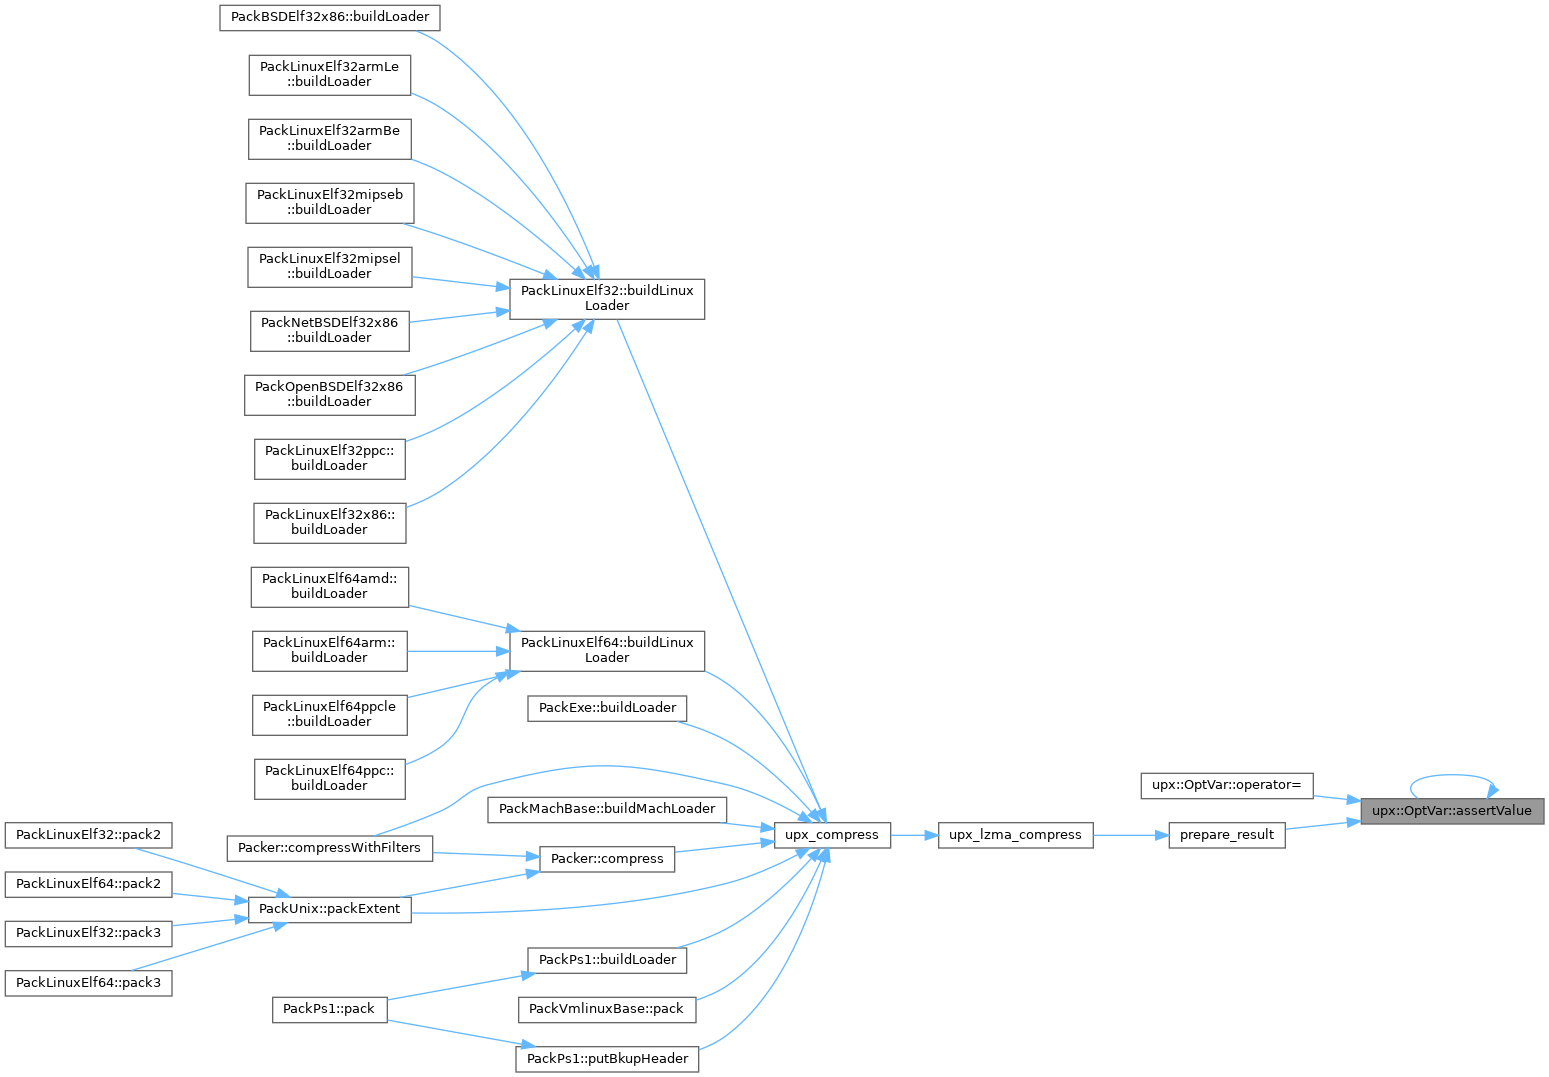 PackBSDElf32x86::buildLoader
PackLinuxElf32armLe
::buildLoader
PackLinuxElf32armBe
::buildLoader
PackLinuxElf32mipseb
::buildLoader
PackLinuxElf32mipsel
::buildLoader
PackNetBSDElf32x86
::buildLoader
PackOpenBSDElf32x86
::buildLoader
PackLinuxElf32ppc::
buildLoader
PackLinuxElf32x86::
buildLoader
PackLinuxElf32::buildLinux
Loader
PackLinuxElf64amd::
buildLoader
PackLinuxElf64arm::
buildLoader
PackLinuxElf64ppcle
::buildLoader
PackLinuxElf64ppc::
buildLoader
PackLinuxElf64::buildLinux
Loader
PackExe::buildLoader
PackMachBase::buildMachLoader
Packer::compressWithFilters
Packer::compress
PackLinuxElf32::pack2
PackLinuxElf64::pack2
PackLinuxElf32::pack3
PackLinuxElf64::pack3
PackUnix::packExtent
PackPs1::buildLoader
PackPs1::pack
PackVmlinuxBase::pack
PackPs1::putBkupHeader
upx_compress
upx_lzma_compress
upx::OptVar::operator=
prepare_result
upx::OptVar::assertValue